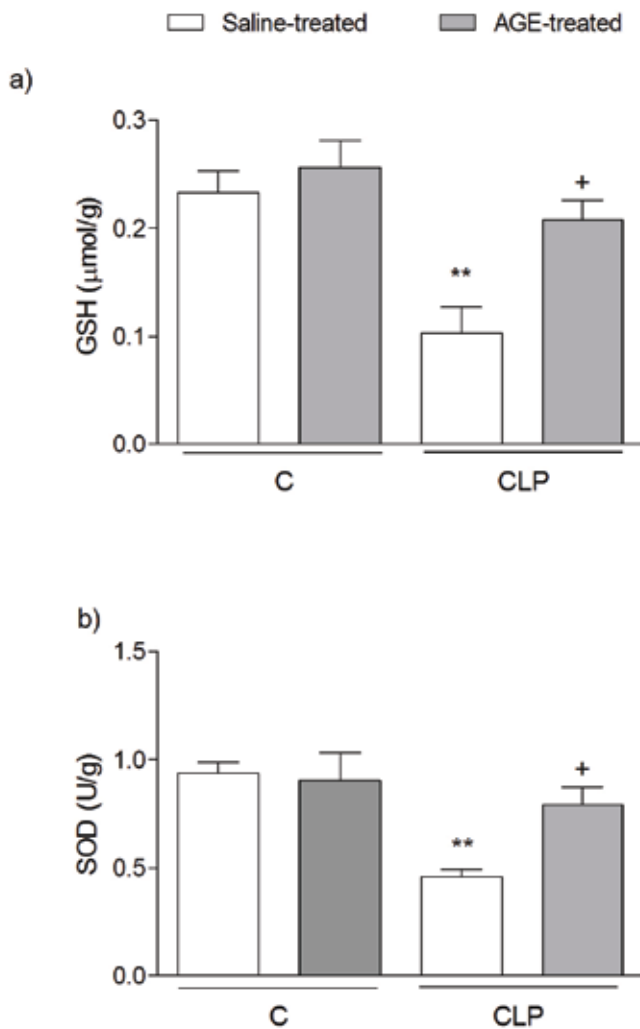 Saline-treated AGE-treated
a)
GSH (μmol/g)
0.3
0.2
0.1
0.0
**
+
C CLP
b)
SOD (U/g)
1.5
1.0
0.5
0.0
**
+
C CLP